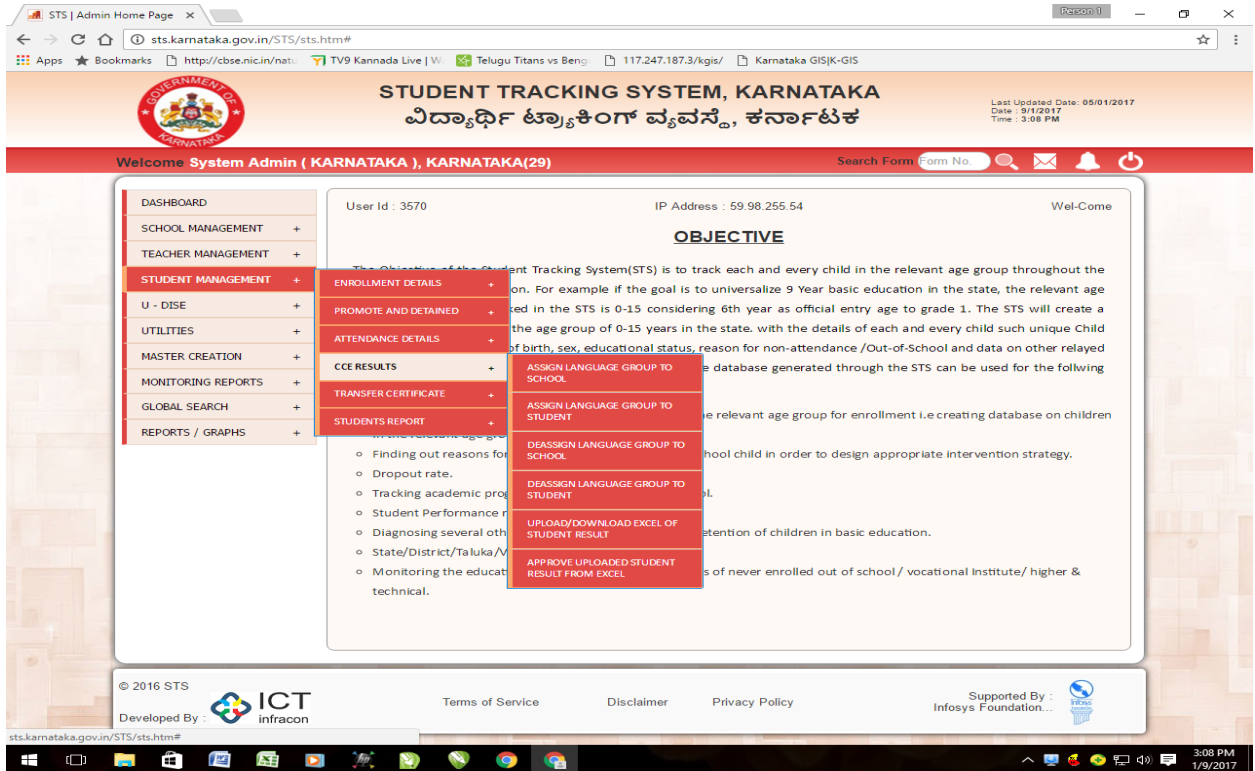 STS | Admin Home Page
Person 1
sts.karnataka.gov.in/STS/sts.htm#
Apps
Bookmarks
http://cbse.nic.in/natu
TV9 Kannada Live | W
Telugu Titans vs Beng
117.247.187.3/kgis/
Karnataka GIS|K-GIS
GOVERNMENT OF
KARNATAKA
STUDENT TRACKING SYSTEM, KARNATAKA
ವಿದ್ಯಾರ್ಥಿ ಟ್ರ್ಯಾಕಿಂಗ್ ವ್ಯವಸ್ಥೆ, ಕರ್ನಾಟಕ
Last Updated Date: 05/01/2017
Date : 9/1/2017
Time : 3:08 PM
Welcome System Admin ( KARNATAKA ), KARNATAKA(29)
Search Form Form No.
DASHBOARD
SCHOOL MANAGEMENT +
TEACHER MANAGEMENT +
STUDENT MANAGEMENT +
U - DISE +
UTILITIES +
MASTER CREATION +
MONITORING REPORTS +
GLOBAL SEARCH +
REPORTS / GRAPHS +
ENROLLMENT DETAILS +
PROMOTE AND DETAINED +
ATTENDANCE DETAILS +
CCE RESULTS +
TRANSFER CERTIFICATE +
STUDENTS REPORT +
ASSIGN LANGUAGE GROUP TO
SCHOOL
ASSIGN LANGUAGE GROUP TO
STUDENT
DEASSIGN LANGUAGE GROUP TO
SCHOOL
DEASSIGN LANGUAGE GROUP TO
STUDENT
UPLOAD/DOWNLOAD EXCEL OF
STUDENT RESULT
APPROVE UPLOADED STUDENT
RESULT FROM EXCEL
User Id : 3570
IP Address : 59.98.255.54
Wel-Come
OBJECTIVE
The Objective of the Student Tracking System(STS) is to track each and every child in the relevant age group throughout the
on. For example if the goal is to universalize 9 Year basic education in the state, the relevant age
ked in the STS is 0-15 considering 6th year as official entry age to grade 1. The STS will create a
the age group of 0-15 years in the state. with the details of each and every child such unique Child
of birth, sex, educational status, reason for non-attendance /Out-of-School and data on other relayed
e database generated through the STS can be used for the follwing
e relevant age group for enrollment i.e creating database on children
in the relevant age gro
Finding out reasons for hool child in order to design appropriate intervention strategy.
Dropout rate.
Tracking academic prog ol.
Student Performance r
Diagnosing several oth etention of children in basic education.
State/District/Taluka/V
Monitoring the educat s of never enrolled out of school / vocational Institute/ higher &
technical.
© 2016 STS
Developed By :
ICT
infracon
Terms of Service
Disclaimer
Privacy Policy
Supported By :
Infosys Foundation...
Infosys
sts.karnataka.gov.in/STS/sts.htm#
3:08 PM
1/9/2017